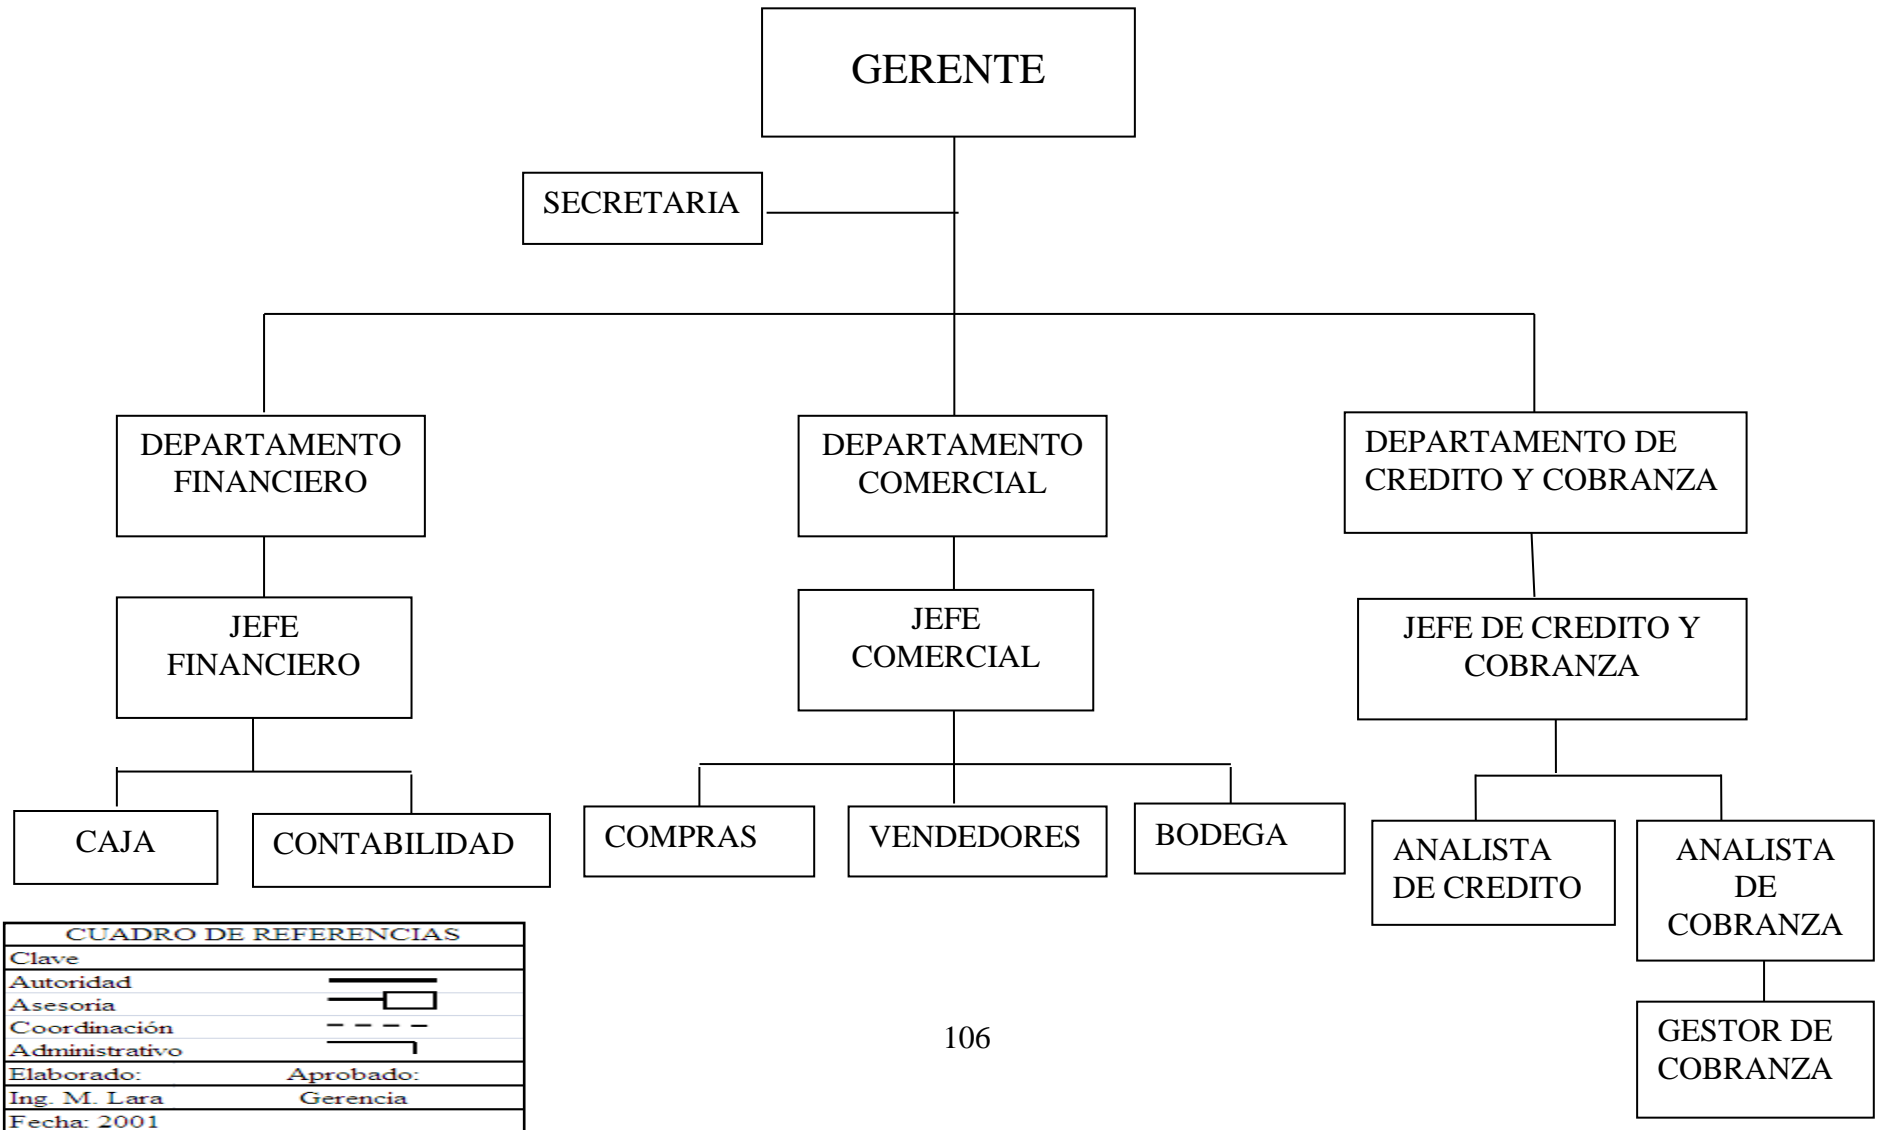 GERENTE
SECRETARIA
DEPARTAMENTO
FINANCIERO
DEPARTAMENTO
COMERCIAL
DEPARTAMENTO DE
CREDITO Y COBRANZA
JEFE
FINANCIERO
JEFE
COMERCIAL
JEFE DE CREDITO Y
COBRANZA
CAJA
CONTABILIDAD
COMPRAS
VENDEDORES
BODEGA
ANALISTA
DE CREDITO
ANALISTA
DE
COBRANZA
GESTOR DE
COBRANZA
CUADRO DE REFERENCIAS
Clave
Autoridad
Asesoria
Coordinación
Administrativo
Elaborado: Aprobado:
Ing. M. Lara Gerencia
Fecha: 2001
106